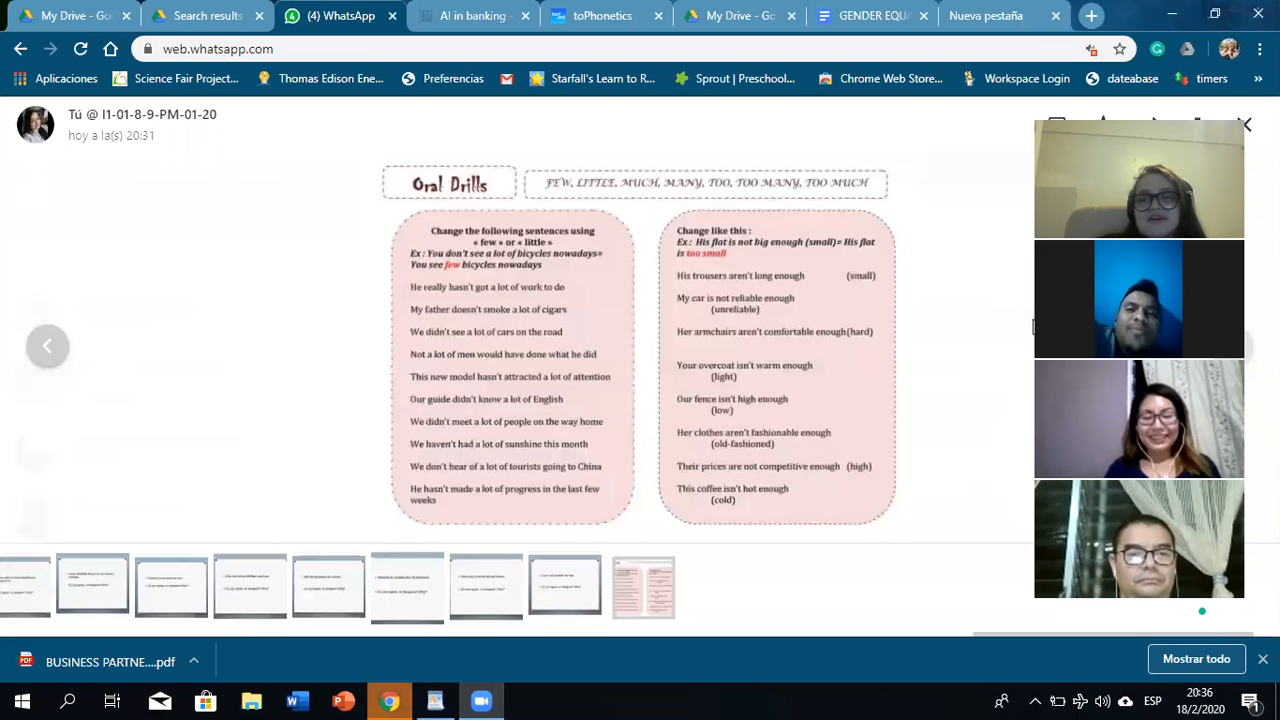 My Drive - Goo
Search results
(4) WhatsApp
AI in banking -
toPhonetics
My Drive - Go
GENDER EQUA
Nueva pestaña
web.whatsapp.com
Aplicaciones
Science Fair Project...
Thomas Edison Ene...
Preferencias
Starfall's Learn to R...
Sprout | Preschool...
Chrome Web Store...
Workspace Login
dateabase
timers
»
Tú @ I1-01-8-9-PM-01-20
hoy a la(s) 20:31
Oral Drills
FEW, LITTLE, MUCH, MANY, TOO, TOO MANY, TOO MUCH
Change the following sentences using
« few » or « little »
Ex : You don't see a lot of bicycles nowadays=
You see few bicycles nowadays
He really hasn't got a lot of work to do
My father doesn't smoke a lot of cigars
We didn't see a lot of cars on the road
Not a lot of men would have done what he did
This new model hasn't attracted a lot of attention
Our guide didn't know a lot of English
We didn't meet a lot of people on the way home
We haven't had a lot of sunshine this month
We don't hear of a lot of tourists going to China
He hasn't made a lot of progress in the last few
weeks
Change like this :
Ex : His flat is not big enough (small)= His flat
is too small
His trousers aren't long enough (small)
My car is not reliable enough
(unreliable)
Her armchairs aren't comfortable enough(hard)
Your overcoat isn't warm enough
(light)
Our fence isn't high enough
(low)
Her clothes aren't fashionable enough
(old-fashioned)
Their prices are not competitive enough (high)
This coffee isn't hot enough
(cold)
BUSINESS PARTNE....pdf
Mostrar todo
ESP
20:36
18/2/2020